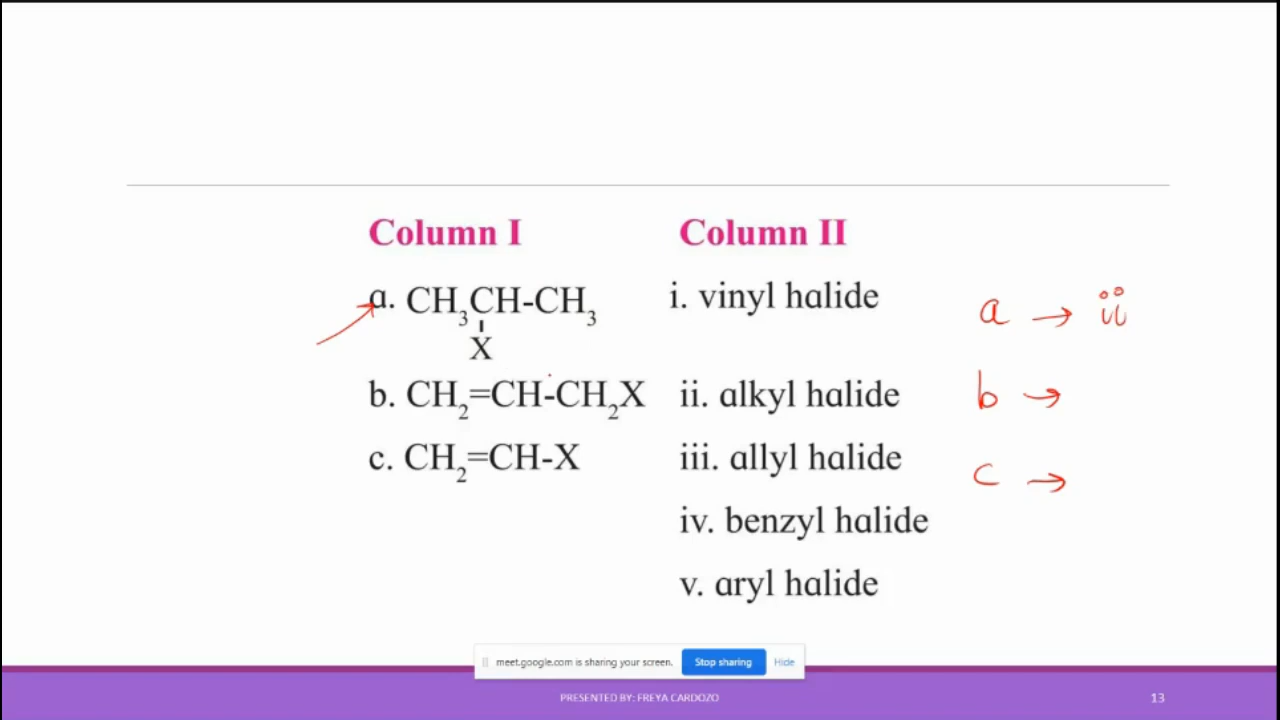 Column I Column II
a. CH₃CH-CH₃ i. vinyl halide a → ii
X
b. CH₂=CH-CH₂X ii. alkyl halide b →
c. CH₂=CH-X iii. allyl halide c →
iv. benzyl halide
v. aryl halide
meet.google.com is sharing your screen. Stop sharing Hide
PRESENTED BY: FREYA CARDOZO 13